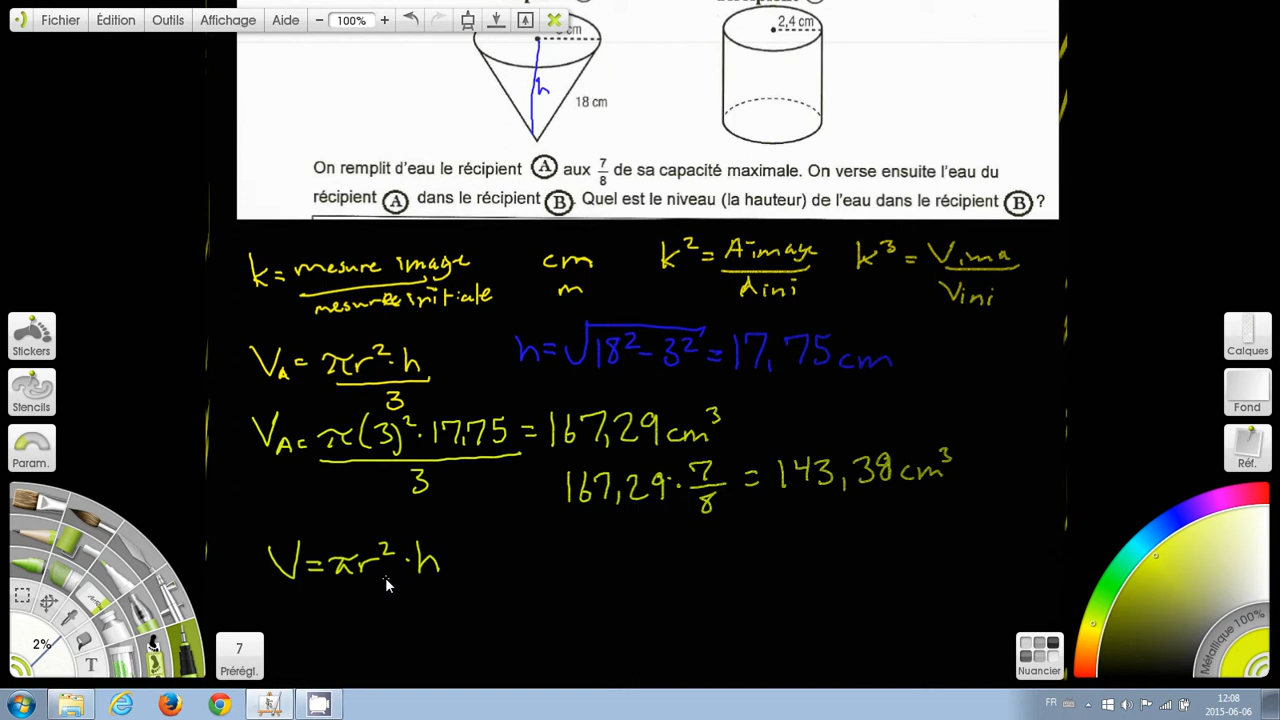 Fichier Édition Outils Affichage Aide − 100% +
cm
2,4 cm
h
18 cm
On remplit d'eau le récipient A aux 7/8 de sa capacité maximale. On verse ensuite l'eau du
récipient A dans le récipient B. Quel est le niveau (la hauteur) de l'eau dans le récipient B ?
k = mesure image / mesure initiale
cm
m
k² = A image / A ini
k³ = V ima / V ini
h = √18² − 3² = 17,75 cm
V_A = πr² · h / 3
V_A = π(3)² · 17,75 / 3 = 167,29 cm³
167,29 · 7/8 = 143,38 cm³
V = πr² · h
Stickers
Stencils
Param.
2%
T
7
Prérégl.
Calques
Fond
Réf.
Métallique 100%
Nuancier
FR
12:08
2015-06-06